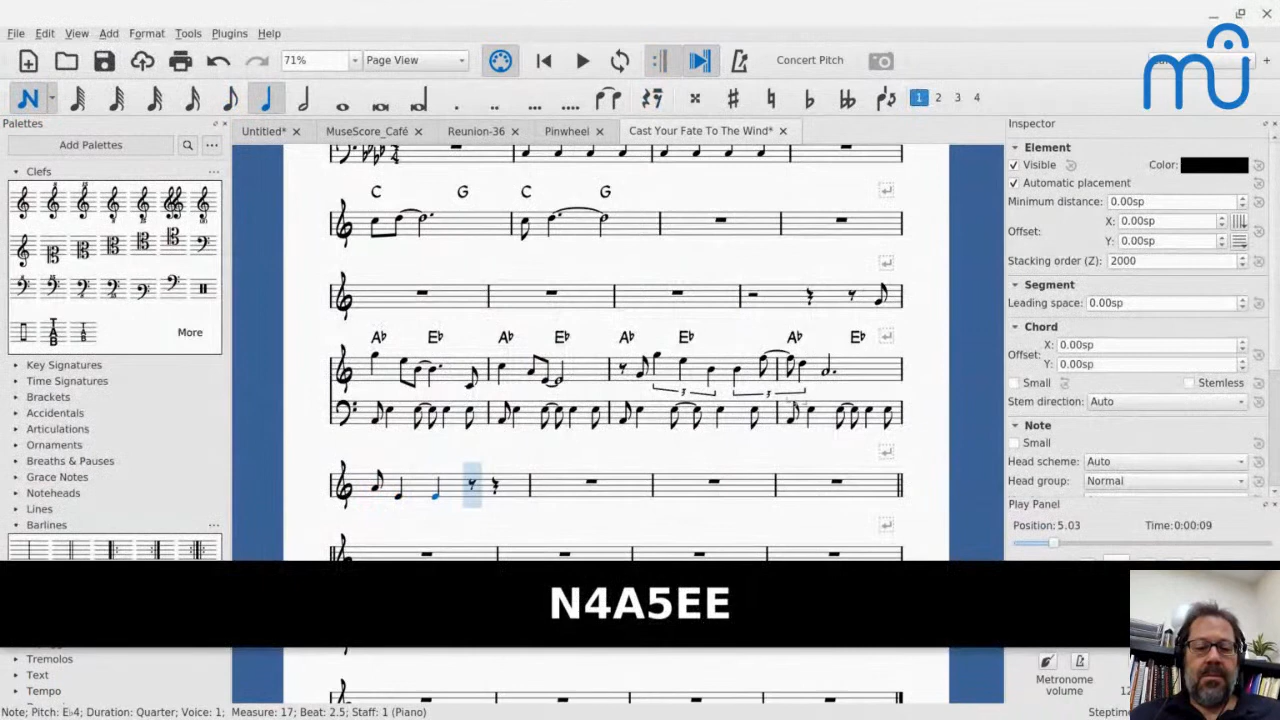 File Edit View Add Format Tools Plugins Help
71% Page View Concert Pitch
1 2 3 4
Palettes
Untitled* MuseScore_Café Reunion-36 Pinwheel Cast Your Fate To The Wind*
Inspector
Add Palettes
Clefs
More
Key Signatures
Time Signatures
Brackets
Accidentals
Articulations
Ornaments
Breaths & Pauses
Grace Notes
Noteheads
Lines
Barlines
Tremolos
Text
Tempo
C G C G
A♭ E♭ A♭ E♭ A♭ E♭ A♭ E♭
3 3
Element
Visible Color:
Automatic placement
Minimum distance: 0.00sp
Offset: X: 0.00sp
Y: 0.00sp
Stacking order (Z): 2000
Segment
Leading space: 0.00sp
Chord
Offset: X: 0.00sp
Y: 0.00sp
Small Stemless
Stem direction: Auto
Note
Small
Head scheme: Auto
Head group: Normal
Play Panel
Position: 5.03 Time:0:00:09
N4A5EE
Metronome
volume
Note; Pitch: E♭4; Duration: Quarter; Voice: 1; Measure: 17; Beat: 2.5; Staff: 1 (Piano)